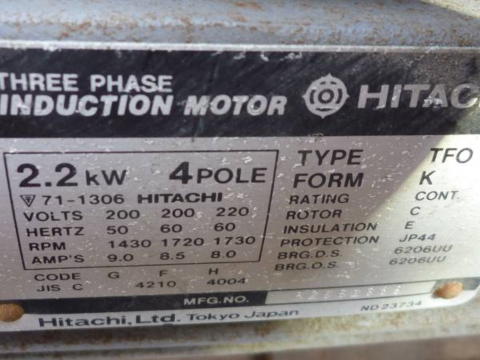 THREE PHASE
INDUCTION MOTOR HITAC
2.2 kW 4 POLE
71-1306 HITACHI
VOLTS 200 200 220
HERTZ 50 60 60
RPM 1430 1720 1730
AMP'S 9.0 8.5 8.0
CODE G F H
JIS C 4210 4004
TYPE TFO
FORM K
RATING CONT.
ROTOR C
INSULATION E
PROTECTION JP44
BRG.D.S. 6206UU
BRG.O.S. 6206UU
MFG.NO.
Hitachi, Ltd. Tokyo Japan ND23734